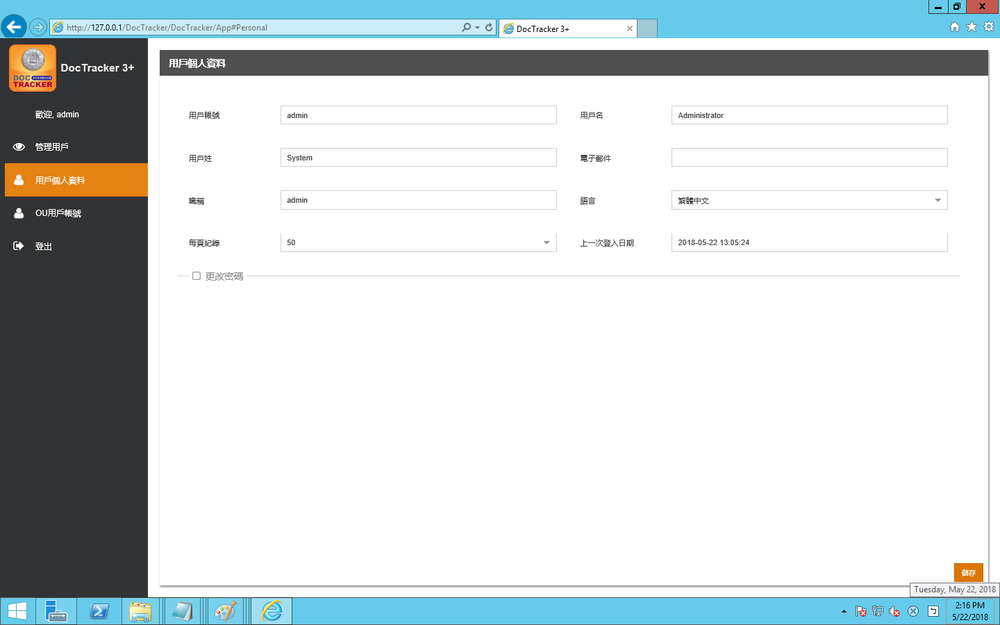 http://127.0.0.1/DocTracker/DocTracker/App#Personal
DocTracker 3+
DOC
TRACKER
DocTracker 3+
歡迎, admin
管理用戶
用戶個人資料
OU用戶帳號
登出
用戶個人資料
用戶帳號 admin 用戶名 Administrator
用戶姓 System 電子郵件
職稱 admin 語言 繁體中文
每頁紀錄 50 上一次登入日期 2018-05-22 13:05:24
更改密碼
儲存
Tuesday, May 22, 2018
2:16 PM
5/22/2018